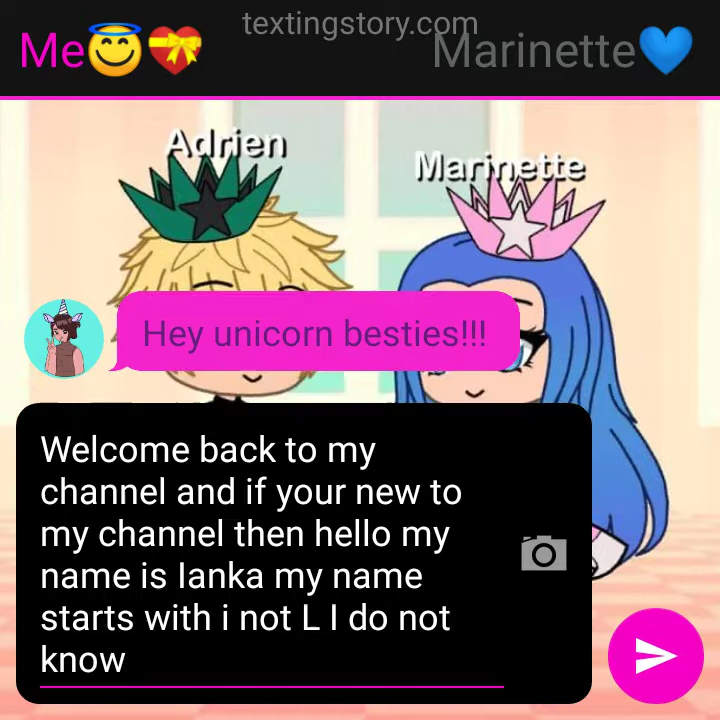 textingstory.com
Me😇💝 Marinette💙
Adrien
Marinette
Hey unicorn besties!!!
Welcome back to my
channel and if your new to
my channel then hello my
name is Ianka my name
starts with i not L I do not
know